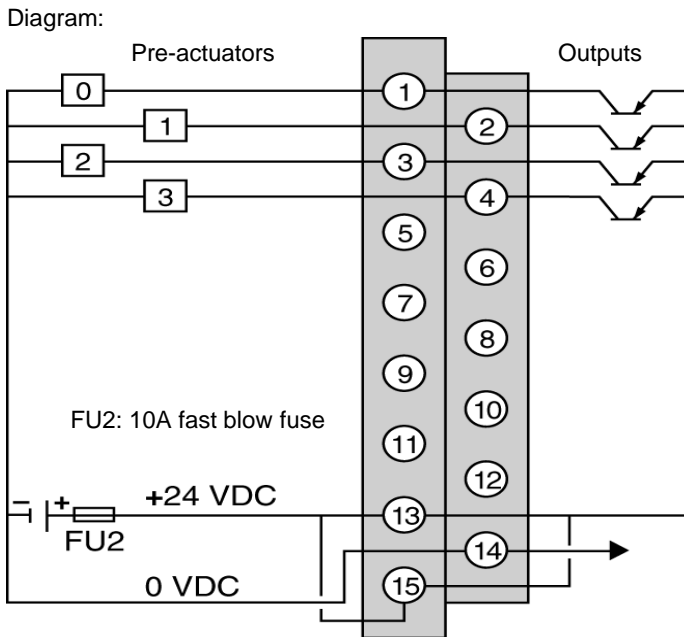 Diagram:
Pre-actuators Outputs
0 1
1 2
2 3
3 4
5
6
7
8
9
10
FU2: 10A fast blow fuse
11
12
− + +24 VDC 13
FU2
14
0 VDC 15